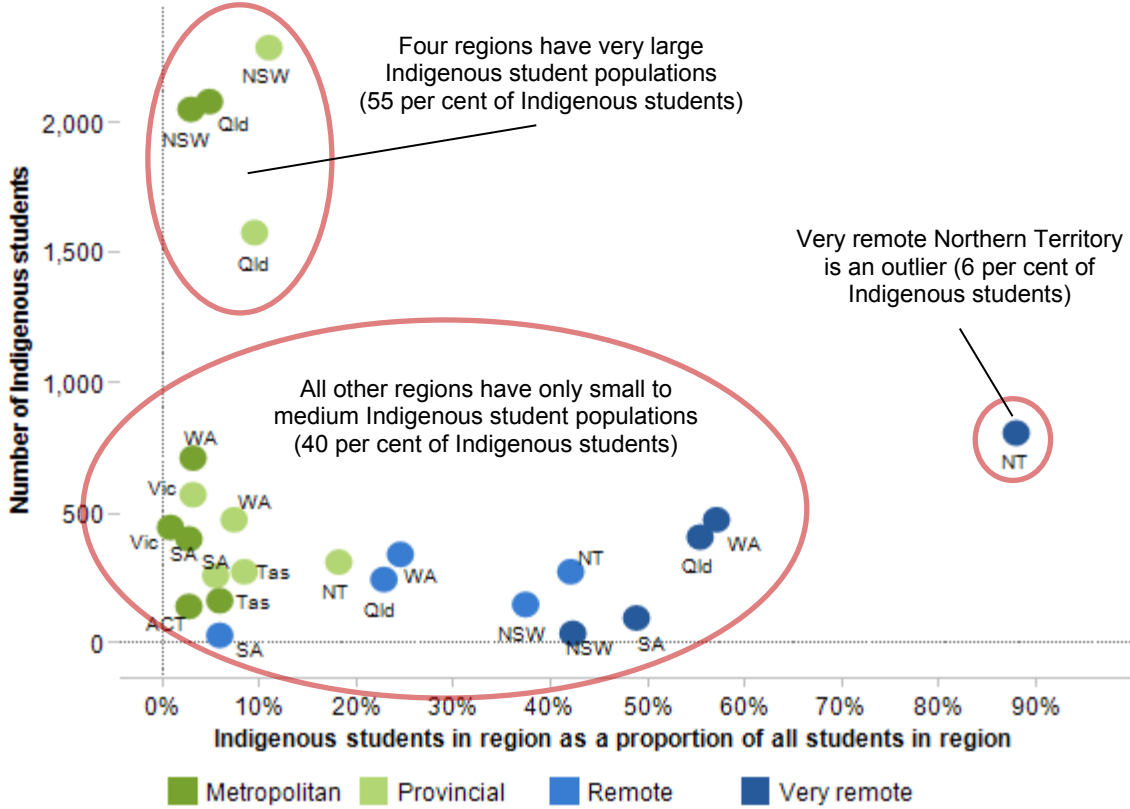 Four regions have very large
Indigenous student populations
(55 per cent of Indigenous students)
NSW
2,000
NSW
Qld
Number of Indigenous students
1,500
Qld
Very remote Northern Territory
is an outlier (6 per cent of
Indigenous students)
1,000
All other regions have only small to
medium Indigenous student populations
(40 per cent of Indigenous students)
WA
NT
Vic
WA
500
Vic
SA
SA
Tas
NT
WA
Qld
NT
Qld
WA
ACT
Tas
NSW
NSW
SA
SA
0
0%
10%
20%
30%
40%
50%
60%
70%
80%
90%
Indigenous students in region as a proportion of all students in region
Metropolitan
Provincial
Remote
Very remote